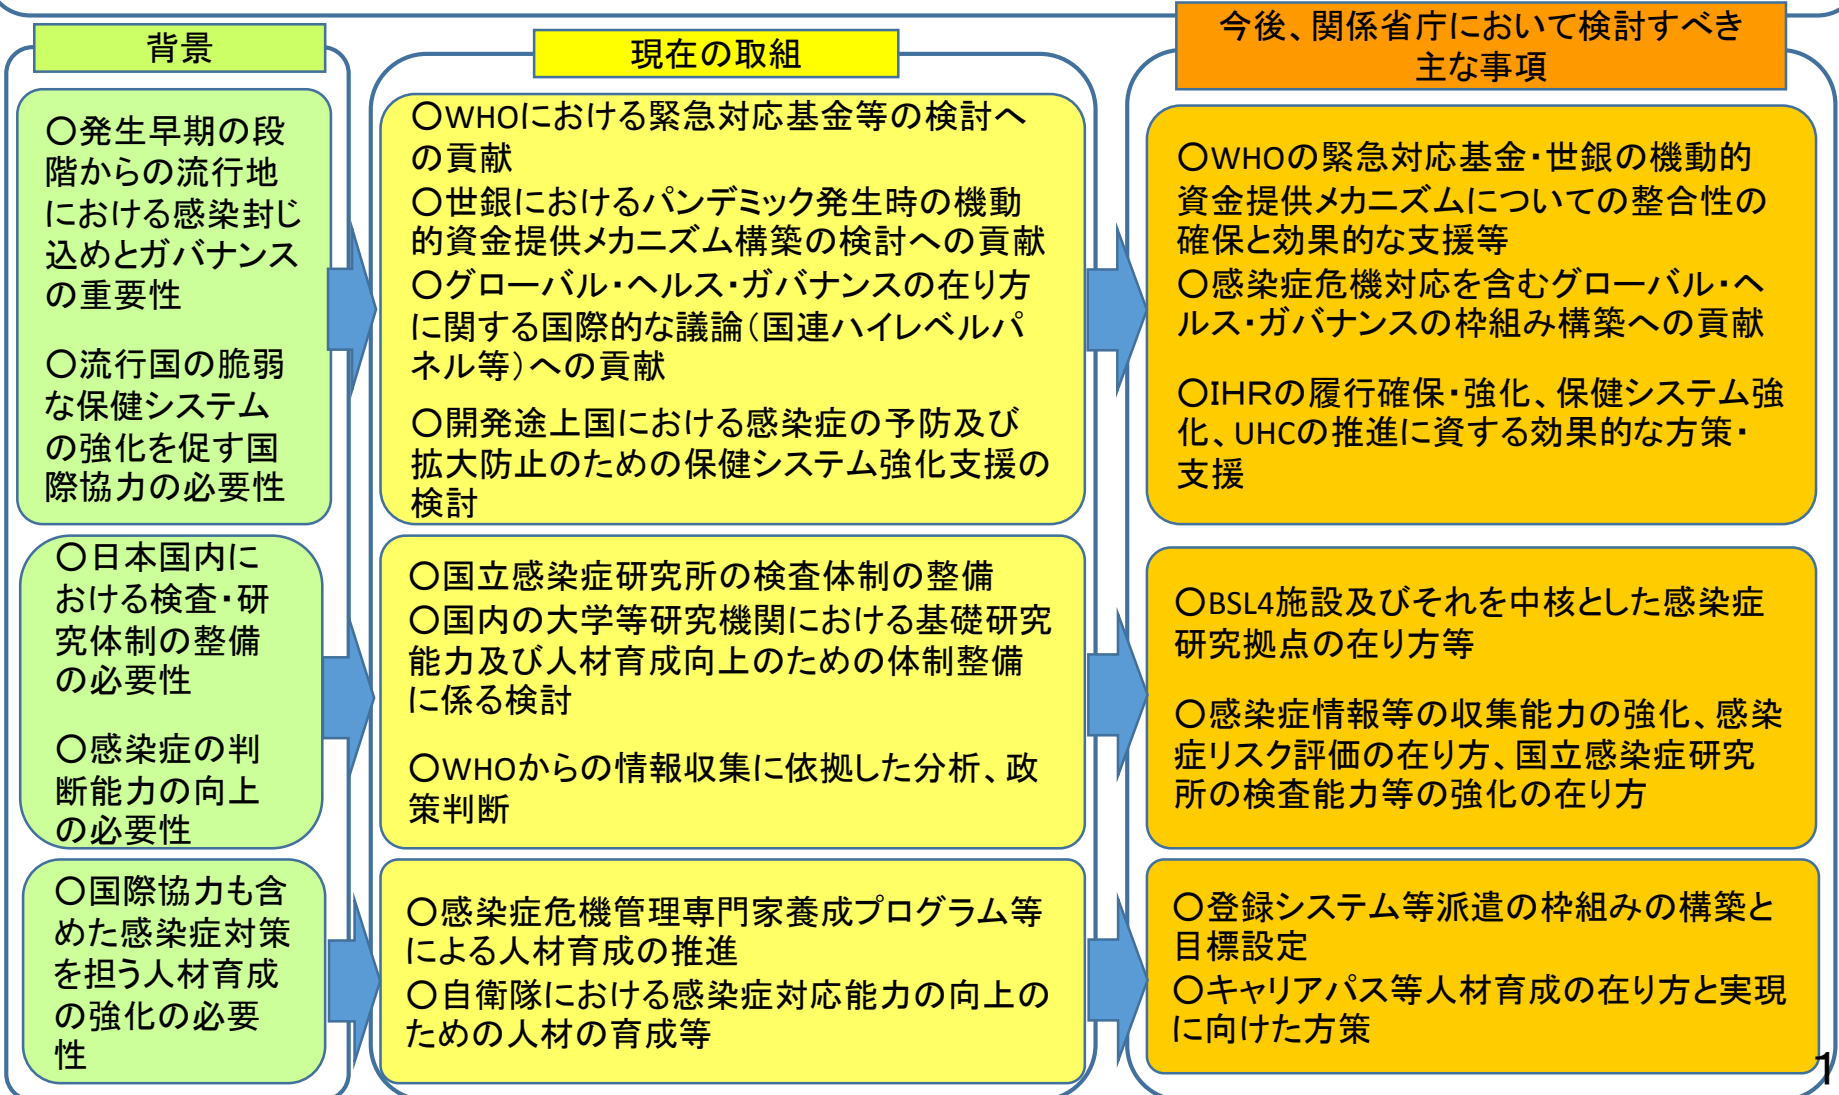 背景
〇発生早期の段
階からの流行地
における感染封じ
込めとガバナンス
の重要性
〇流行国の脆弱
な保健システム
の強化を促す国
際協力の必要性
〇日本国内に
おける検査・研
究体制の整備
の必要性
〇感染症の判
断能力の向上
の必要性
〇国際協力も含
めた感染症対策
を担う人材育成
の強化の必要
性
現在の取組
〇WHOにおける緊急対応基金等の検討へ
の貢献
〇世銀におけるパンデミック発生時の機動
的資金提供メカニズム構築の検討への貢献
〇グローバル・ヘルス・ガバナンスの在り方
に関する国際的な議論（国連ハイレベルパ
ネル等）への貢献
〇開発途上国における感染症の予防及び
拡大防止のための保健システム強化支援の
検討
〇国立感染症研究所の検査体制の整備
〇国内の大学等研究機関における基礎研究
能力及び人材育成向上のための体制整備
に係る検討
〇WHOからの情報収集に依拠した分析、政
策判断
〇感染症危機管理専門家養成プログラム等
による人材育成の推進
〇自衛隊における感染症対応能力の向上の
ための人材の育成等
今後、関係省庁において検討すべき
主な事項
〇WHOの緊急対応基金・世銀の機動的
資金提供メカニズムについての整合性の
確保と効果的な支援等
〇感染症危機対応を含むグローバル・ヘ
ルス・ガバナンスの枠組み構築への貢献
〇IHRの履行確保・強化、保健システム強
化、UHCの推進に資する効果的な方策・
支援
〇BSL4施設及びそれを中核とした感染症
研究拠点の在り方等
〇感染症情報等の収集能力の強化、感染
症リスク評価の在り方、国立感染症研究
所の検査能力等の強化の在り方
〇登録システム等派遣の枠組みの構築と
目標設定
〇キャリアパス等人材育成の在り方と実現
に向けた方策
1